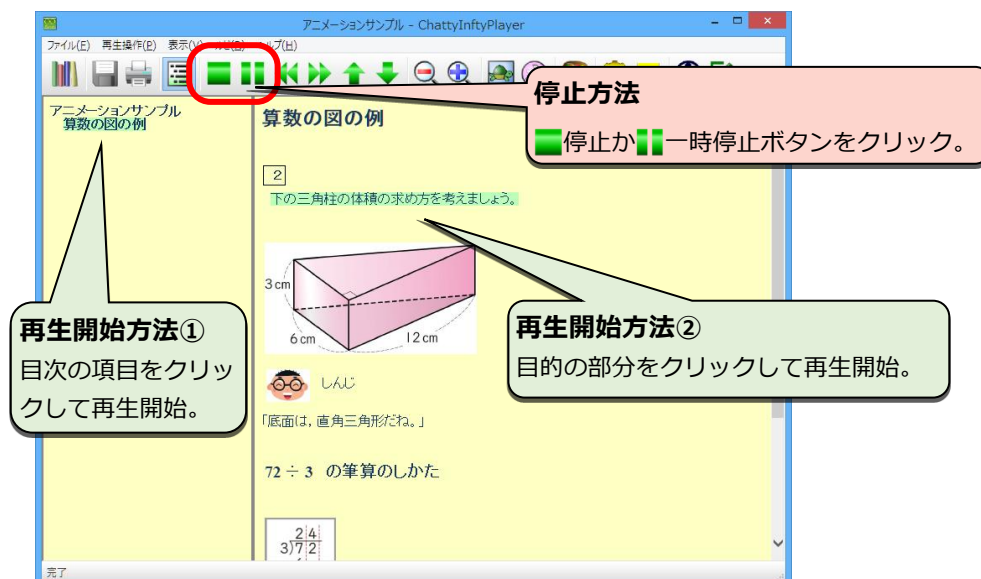 アニメーションサンプル - ChattyInftyPlayer
ファイル(F) 再生操作(P) 表示(V) ヘルプ(H)
停止方法
停止か一時停止ボタンをクリック。
アニメーションサンプル
算数の図の例
算数の図の例
2
下の三角柱の体積の求め方を考えましょう。
3cm
6cm
12cm
再生開始方法①
目次の項目をクリッ
クして再生開始。
再生開始方法②
目的の部分をクリックして再生開始。
しんじ
「底面は，直角三角形だね。」
72 ÷ 3 の筆算のしかた
2 4
3)7 2
完了